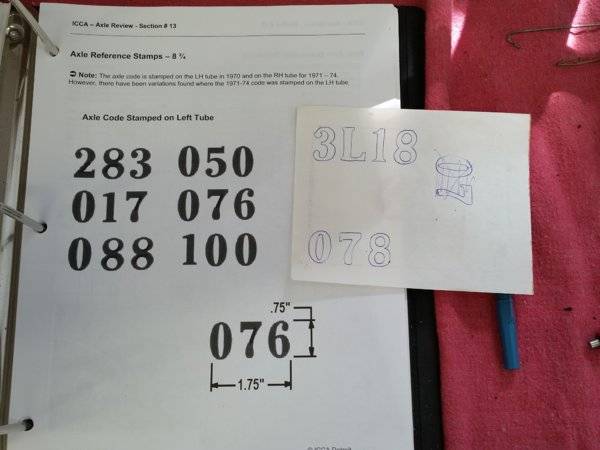 ICCA – Axle Review - Section # 13
Axle Reference Stamps – 8 ¾
Note: The axle code is stamped on the LH tube in 1970 and on the RH tube for 1971 – 74.
However, there have been variations found where the 1971-74 code was stamped on the LH tube.
Axle Code Stamped on Left Tube
283 050
017 076
088 100
.75"
076
1.75"
© ICCA Detroit
3L18
078